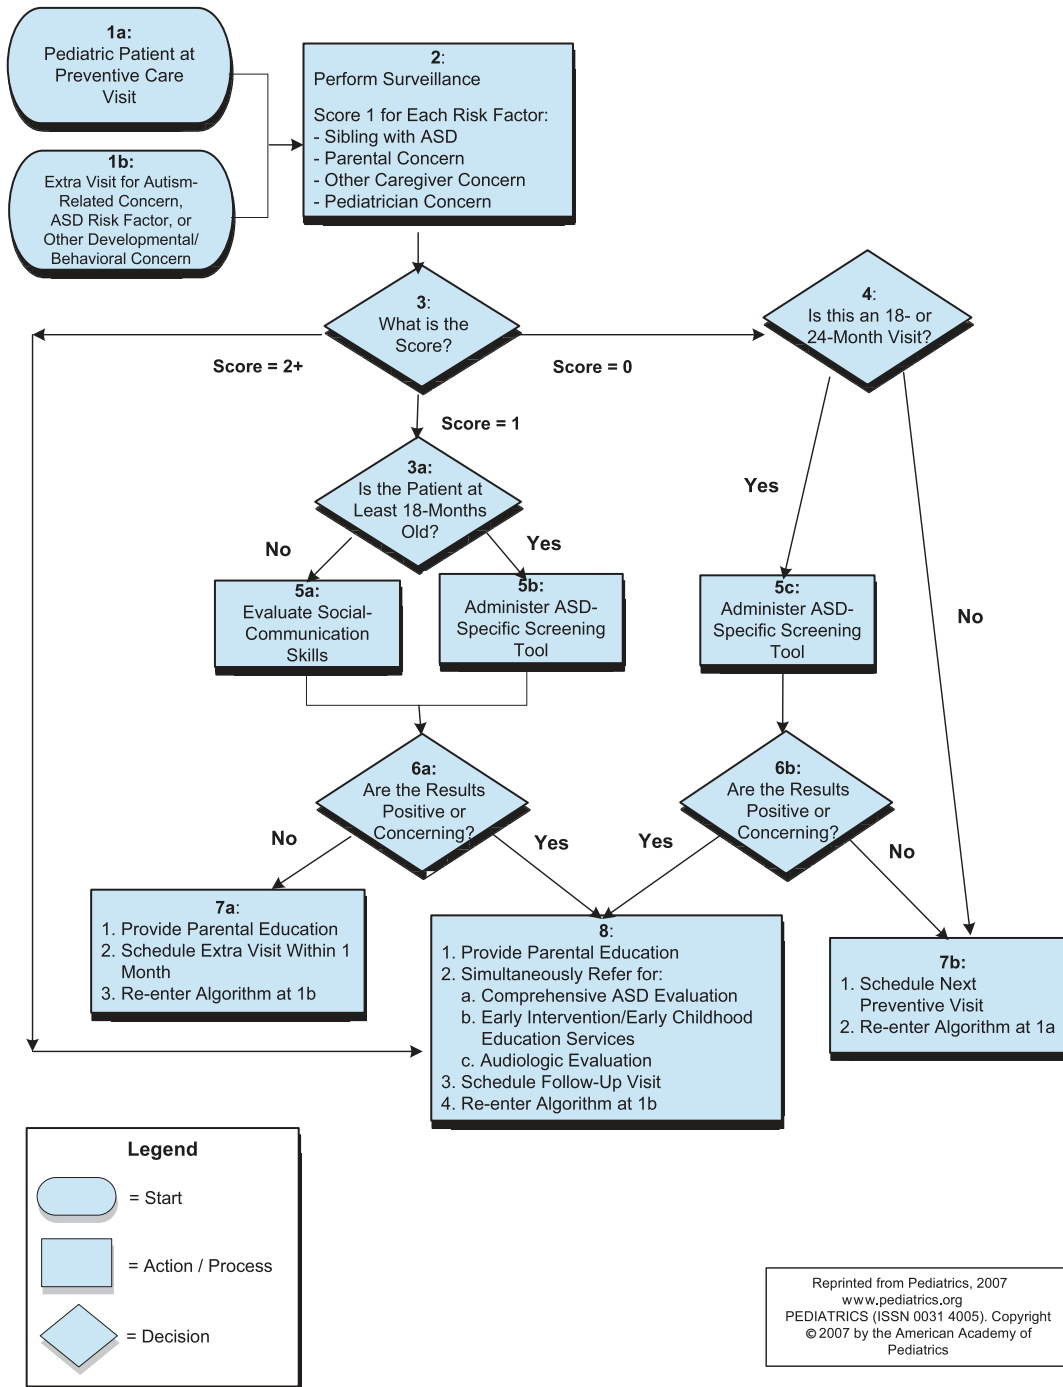 1a:
Pediatric Patient at
Preventive Care
Visit
1b:
Extra Visit for Autism-
Related Concern,
ASD Risk Factor, or
Other Developmental/
Behavioral Concern
2:
Perform Surveillance
Score 1 for Each Risk Factor:
- Sibling with ASD
- Parental Concern
- Other Caregiver Concern
- Pediatrician Concern
3:
What is the
Score?
4:
Is this an 18- or
24-Month Visit?
Score = 2+
Score = 0
Score = 1
3a:
Is the Patient at
Least 18-Months
Old?
Yes
No
Yes
5a:
Evaluate Social-
Communication
Skills
5b:
Administer ASD-
Specific Screening
Tool
5c:
Administer ASD-
Specific Screening
Tool
No
6a:
Are the Results
Positive or
Concerning?
6b:
Are the Results
Positive or
Concerning?
No
Yes
Yes
No
7a:
1. Provide Parental Education
2. Schedule Extra Visit Within 1
Month
3. Re-enter Algorithm at 1b
8:
1. Provide Parental Education
2. Simultaneously Refer for:
a. Comprehensive ASD Evaluation
b. Early Intervention/Early Childhood
Education Services
c. Audiologic Evaluation
3. Schedule Follow-Up Visit
4. Re-enter Algorithm at 1b
7b:
1. Schedule Next
Preventive Visit
2. Re-enter Algorithm at 1a
Legend
= Start
= Action / Process
= Decision
Reprinted from Pediatrics, 2007
www.pediatrics.org
PEDIATRICS (ISSN 0031 4005). Copyright
© 2007 by the American Academy of
Pediatrics